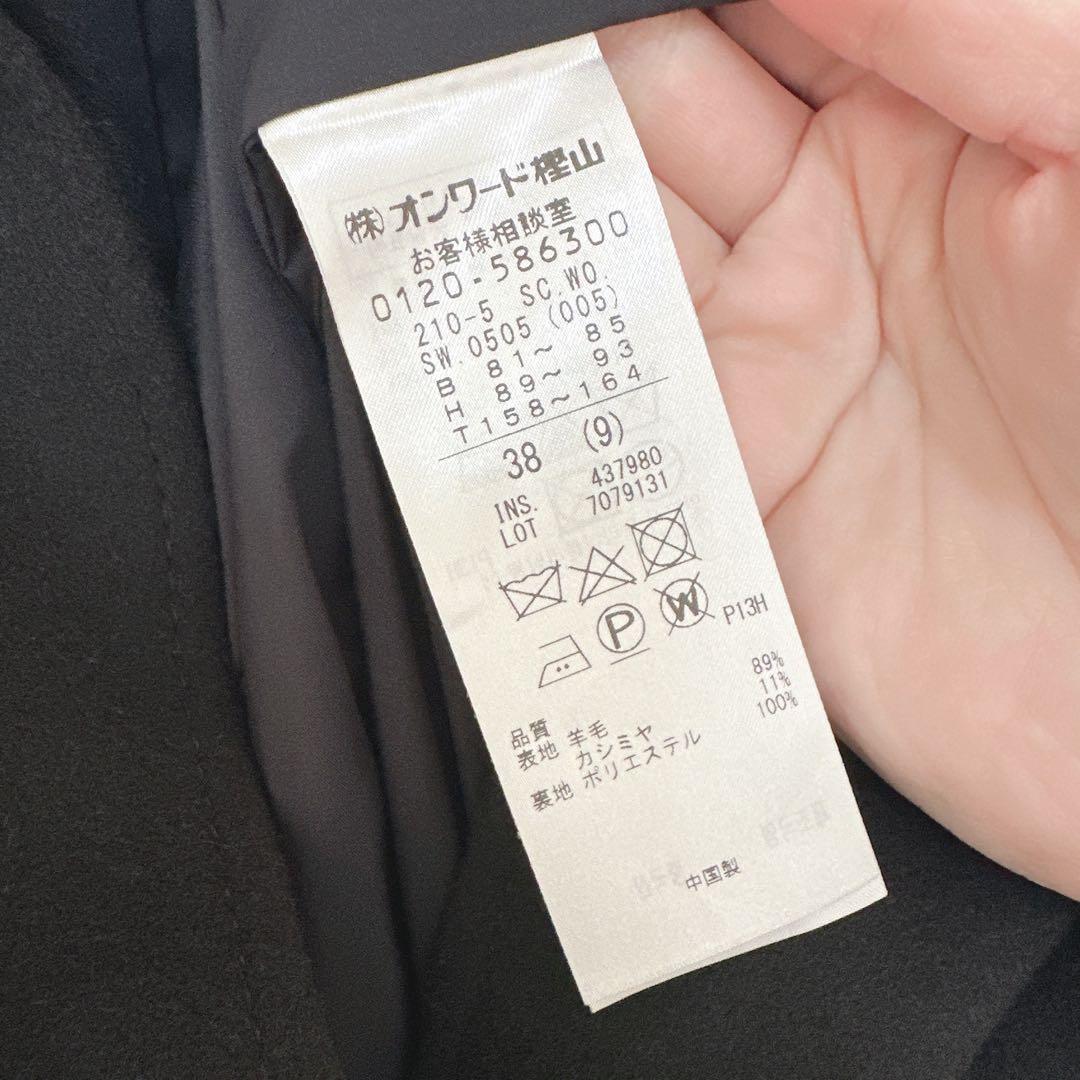 (株)オンワード樫山
お客様相談室
0120-586300
210-5 SC.WO.
SW.0505 (005)
B 81〜 85
H 89〜 93
T158〜164
38 (9)
INS. 437980
LOT 7079131
P W P13H
品質
表地 羊毛 89%
カシミヤ 11%
裏地 ポリエステル 100%
中国製